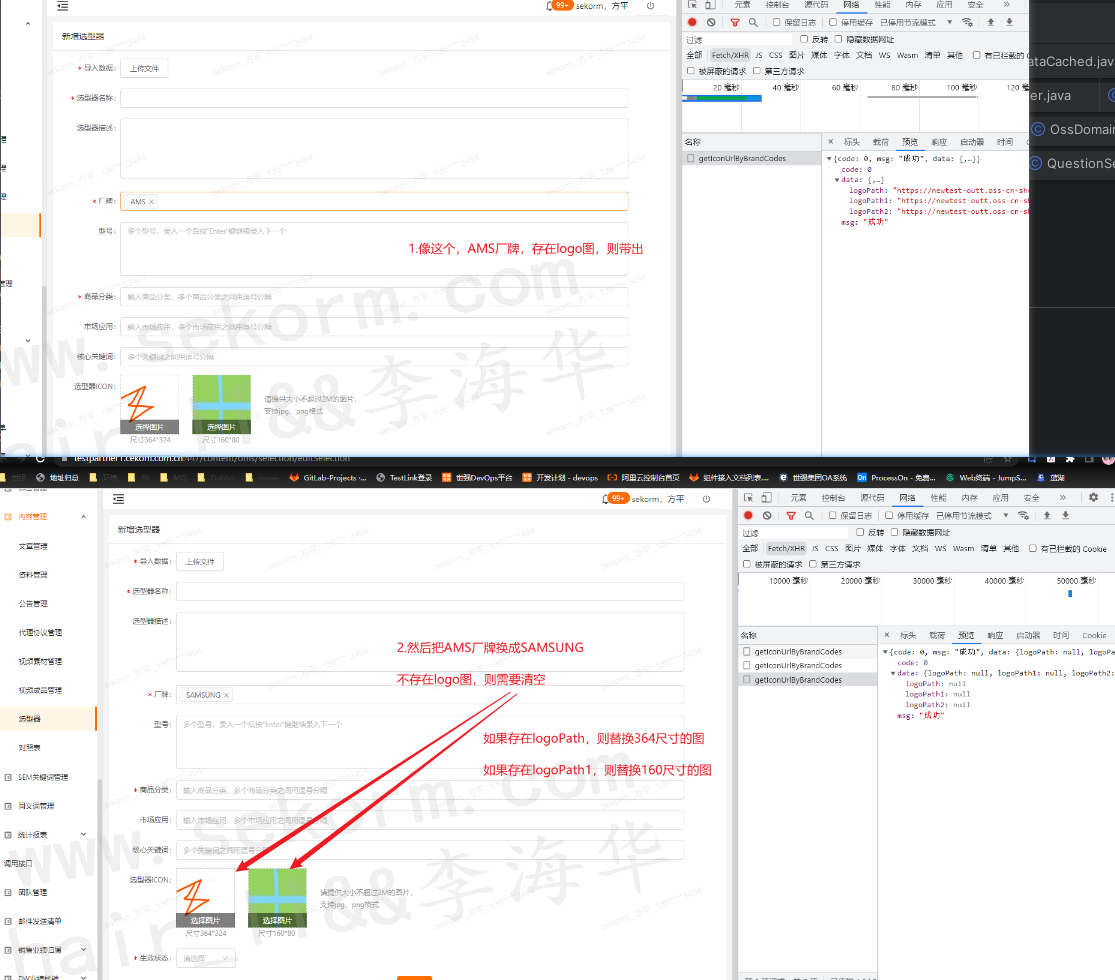 99+ sekorm, 方平
新增选型器
* 导入数据: 上传文件
* 选型器名称:
选型器描述:
* 厂牌: AMS ×
型号: 多个型号，录入一个后按"Enter"键继续录入下一个
1.像这个，AMS厂牌，存在logo图，则带出
* 商品分类: 输入商品分类，多个商品分类之间用逗号分隔
市场应用: 输入市场应用，多个市场应用之间用逗号分隔
核心关键词: 多个关键词之间用逗号分隔
选型器ICON: 选择图片 选择图片
请提供大小不超过2M的图片，
支持jpg、png格式
尺寸364*324 尺寸160*80
元素 控制台 源代码 网络 性能 内存 应用 安全 »
保留日志 停用缓存 已停用节流模式
过滤 反转 隐藏数据网址
全部 Fetch/XHR JS CSS 图片 媒体 字体 文档 WS Wasm 清单 其他 有已拦截的
被屏蔽的请求 第三方请求
20 毫秒 40 毫秒 60 毫秒 80 毫秒 100 毫秒 120 毫
名称 × 标头 载荷 预览 响应 启动器 时间
getIconUrlByBrandCodes
{code: 0, msg: "成功", data: {,…}}
code: 0
data: {,…}
logoPath: "https://newtest-outt.oss-cn-sh
logoPath1: "https://newtest-outt.oss-cn-sh
logoPath2: "https://newtest-outt.oss-cn-sh
msg: "成功"
ataCached.jav
er.java
OssDomain
QuestionSe
www.sekorm.com
李海华
地址归总 GitLab-Projects ·... TestLink登录 世强DevOps平台 开发计划 - devops 阿里云控制台首页 组件接入文档列表.... 世强集团OA系统 ProcessOn - 免费... Web终端 - JumpS... 蓝湖
99+ sekorm, 方平
内容管理
文章管理
资料管理
公告管理
代理协议管理
视频素材管理
视频成品管理
选型器
对照表
SEM关键词管理
同义词管理
统计报表
调用接口
团队管理
邮件发送清单
销售业绩归属
新增选型器
* 导入数据: 上传文件
* 选型器名称:
选型器描述:
2.然后把AMS厂牌换成SAMSUNG
不存在logo图，则需要清空
* 厂牌: SAMSUNG ×
型号: 多个型号，录入一个后按"Enter"键继续录入下一个
如果存在logoPath，则替换364尺寸的图
如果存在logoPath1，则替换160尺寸的图
* 商品分类: 输入商品分类，多个商品分类之间用逗号分隔
市场应用: 输入市场应用，多个市场应用之间用逗号分隔
核心关键词: 多个关键词之间用逗号分隔
选型器ICON: 选择图片 选择图片
请提供大小不超过2M的图片，
支持jpg、png格式
尺寸364*324 尺寸160*80
* 生效状态: 请选择
元素 控制台 源代码 网络 性能 内存 应用 安全 »
保留日志 停用缓存 已停用节流模式
过滤 反转 隐藏数据网址
全部 Fetch/XHR JS CSS 图片 媒体 字体 文档 WS Wasm 清单 其他 有已拦截的 Cookie
被屏蔽的请求 第三方请求
10000 毫秒 20000 毫秒 30000 毫秒 40000 毫秒 50000 毫秒
名称 × 标头 载荷 预览 响应 启动器 时间 Cookie
getIconUrlByBrandCodes
getIconUrlByBrandCodes
getIconUrlByBrandCodes
{code: 0, msg: "成功", data: {logoPath: null, logoPa
code: 0
data: {logoPath: null, logoPath1: null, logoPath2:
logoPath: null
logoPath1: null
logoPath2: null
msg: "成功"
www.sekorm.com
李海华